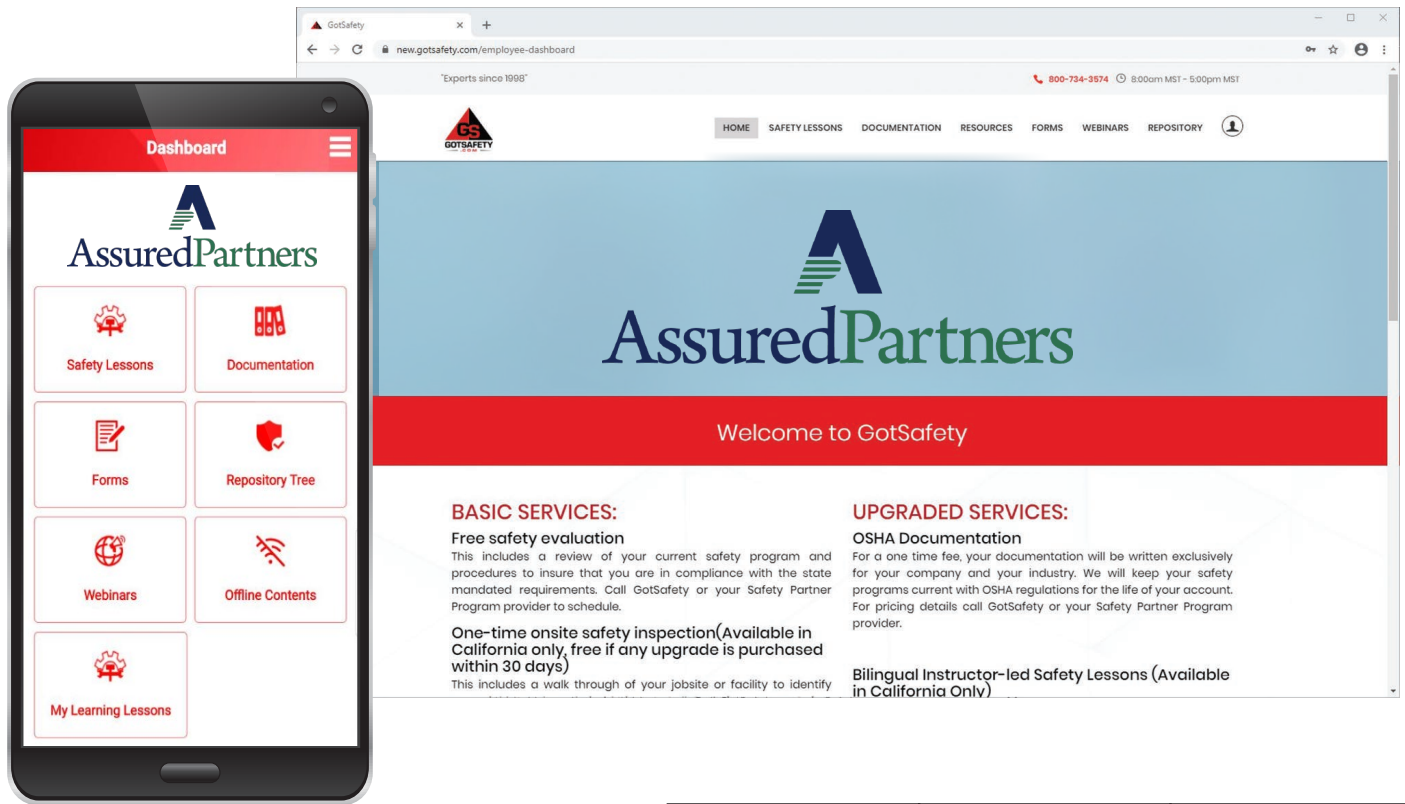 GotSafety
new.gotsafety.com/employee-dashboard
"Experts since 1998"
800-734-3574 8:00am MST - 5:00pm MST
GS
GOTSAFETY
.COM
HOME SAFETY LESSONS DOCUMENTATION RESOURCES FORMS WEBINARS REPOSITORY
AssuredPartners
Welcome to GotSafety
BASIC SERVICES:
Free safety evaluation
This includes a review of your current safety program and
procedures to insure that you are in compliance with the state
mandated requirements. Call GotSafety or your Safety Partner
Program provider to schedule.
One-time onsite safety inspection(Available in
California only, free if any upgrade is purchased
within 30 days)
This includes a walk through of your jobsite or facility to identify
UPGRADED SERVICES:
OSHA Documentation
For a one time fee, your documentation will be written exclusively
for your company and your industry. We will keep your safety
programs current with OSHA regulations for the life of your account.
For pricing details call GotSafety or your Safety Partner Program
provider.
Bilingual Instructor-led Safety Lessons (Available
in California Only)
Dashboard
AssuredPartners
Safety Lessons
Documentation
Forms
Repository Tree
Webinars
Offline Contents
My Learning Lessons